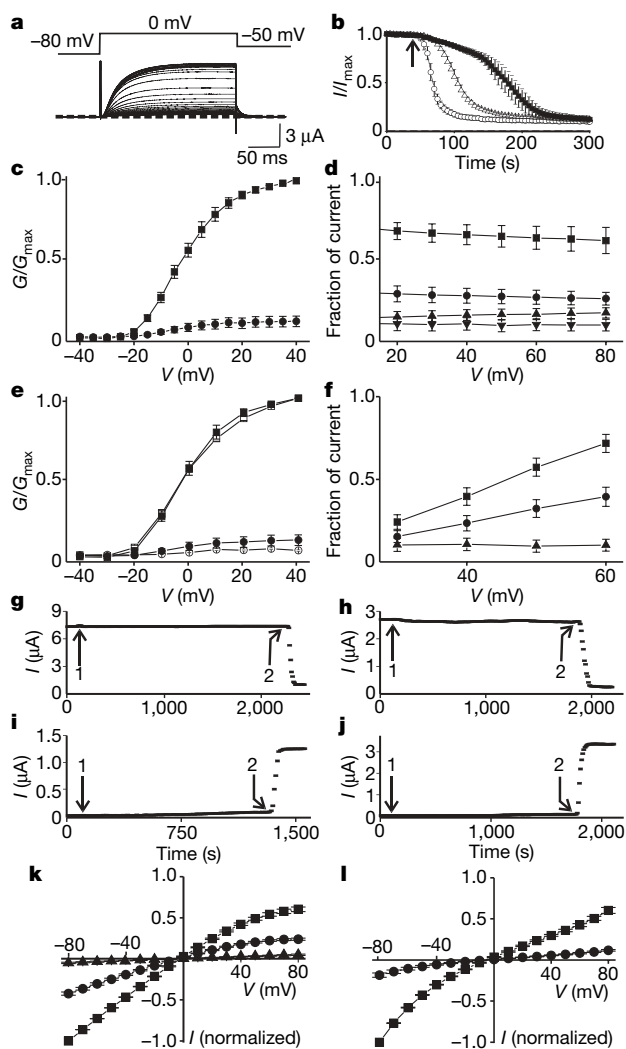 a
0 mV
−80 mV
−50 mV
3 μA
50 ms
b
I/Imax
1.0
0.5
0
0 100 200 300
Time (s)
c
G/Gmax
1.0
0.5
0
−40 −20 0 20 40
V (mV)
d
Fraction of current
1.0
0.5
0
20 40 60 80
V (mV)
e
G/Gmax
1.0
0.5
0
−40 −20 0 20 40
V (mV)
f
Fraction of current
1.0
0.5
0
40 60
V (mV)
g
I (μA)
9
6
3
0
1
2
0 1,000 2,000
h
I (μA)
3
2
1
0
1
2
0 1,000 2,000
i
I (μA)
1.5
1.0
0.5
0
1
2
0 750 1,500
Time (s)
j
I (μA)
3
2
1
0
1
2
0 1,000 2,000
Time (s)
k
1.0
0.5
−80 −40
40 80
V (mV)
−0.5
−1.0
I (normalized)
l
1.0
0.5
−80 −40
40 80
V (mV)
−0.5
−1.0
I (normalized)